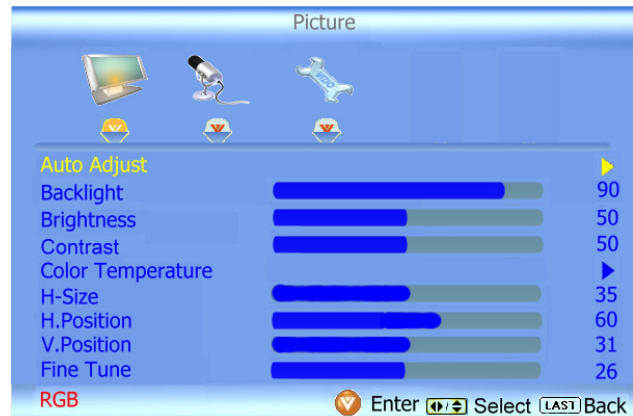 Picture
VIZIO
Auto Adjust
Backlight 90
Brightness 50
Contrast 50
Color Temperature
H-Size 35
H.Position 60
V.Position 31
Fine Tune 26
RGB V Enter Select LAST Back